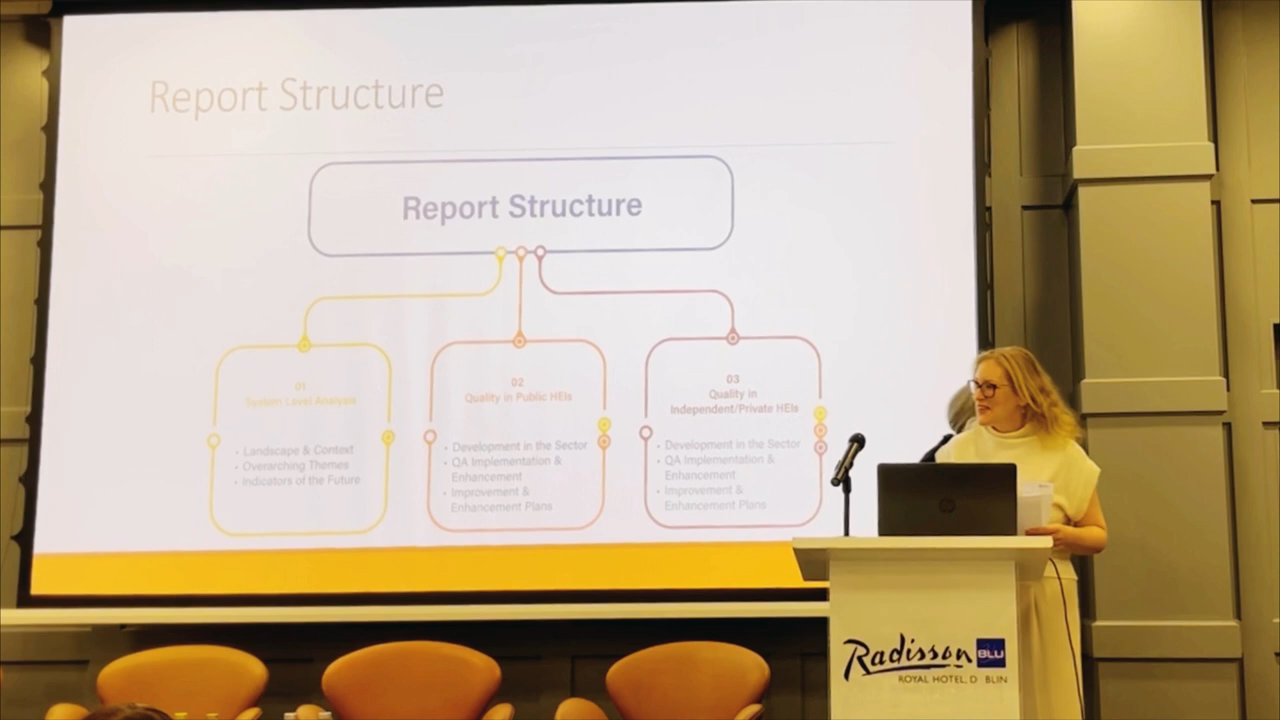 Report Structure
Report Structure
01
System Level Analysis
• Landscape & Context
• Overarching Themes
• Indicators of the Future
02
Quality in Public HEIs
• Development in the Sector
• QA Implementation &
Enhancement
• Improvement &
Enhancement Plans
03
Quality in
Independent/Private HEIs
• Development in the Sector
• QA Implementation &
Enhancement
• Improvement &
Enhancement Plans
hp
Radisson BLU
ROYAL HOTEL, D BLIN